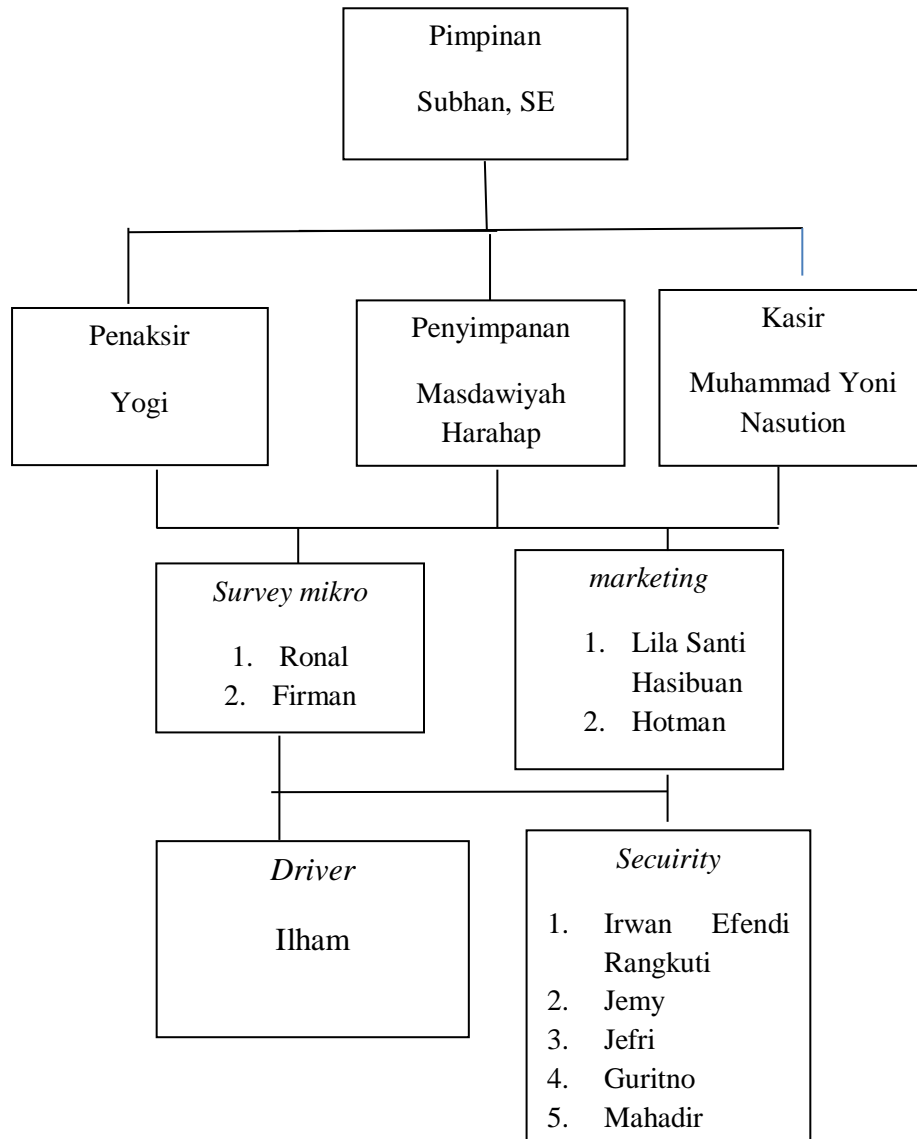 Pimpinan
Subhan, SE
Penaksir
Yogi
Penyimpanan
Masdawiyah
Harahap
Kasir
Muhammad Yoni
Nasution
Survey mikro
1. Ronal
2. Firman
marketing
1. Lila Santi
Hasibuan
2. Hotman
Driver
Ilham
Secuirity
1. Irwan Efendi
Rangkuti
2. Jemy
3. Jefri
4. Guritno
5. Mahadir